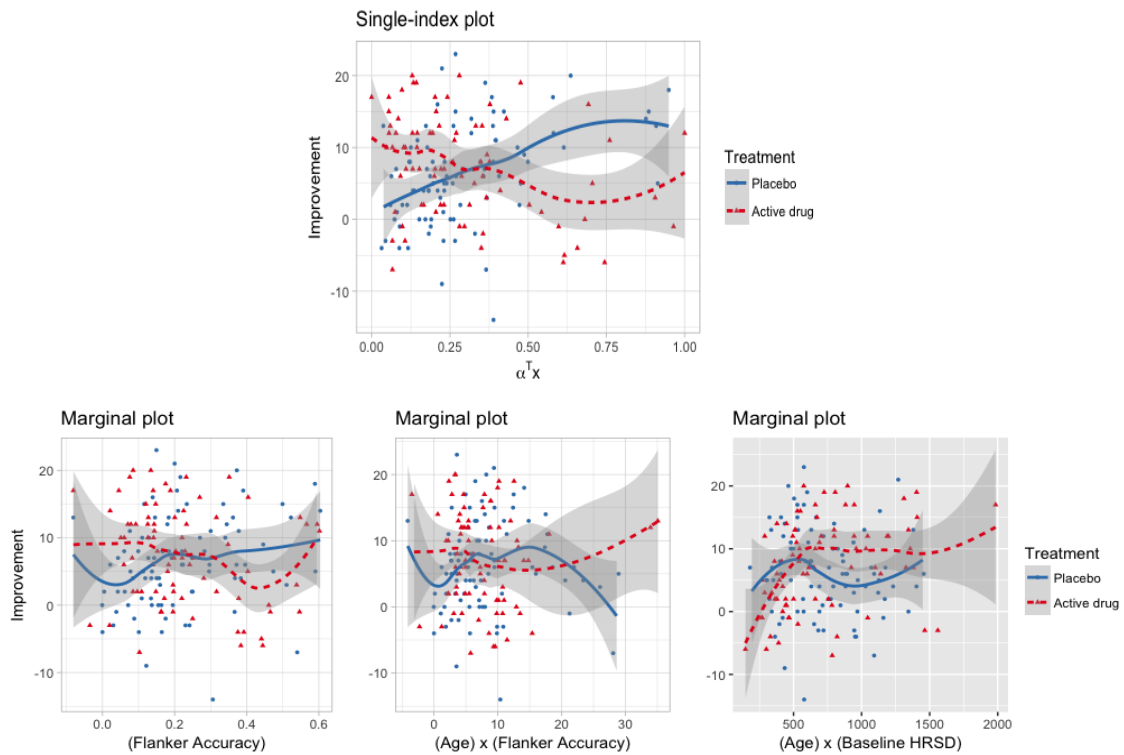 Single-index plot
Improvement
20
10
0
-10
0.00 0.25 0.50 0.75 1.00
αᵀx
Treatment
Placebo
Active drug
Marginal plot
Improvement
20
10
0
-10
0.0 0.2 0.4 0.6
(Flanker Accuracy)
Marginal plot
20
10
0
-10
0 10 20 30
(Age) x (Flanker Accuracy)
Marginal plot
20
10
0
-10
500 1000 1500 2000
(Age) x (Baseline HRSD)
Treatment
Placebo
Active drug